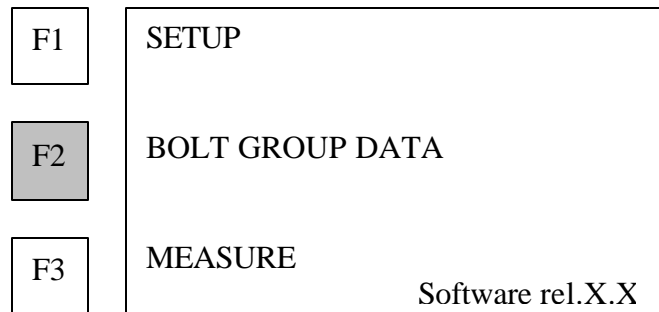 F1 SETUP
F2 BOLT GROUP DATA
F3 MEASURE
Software rel.X.X